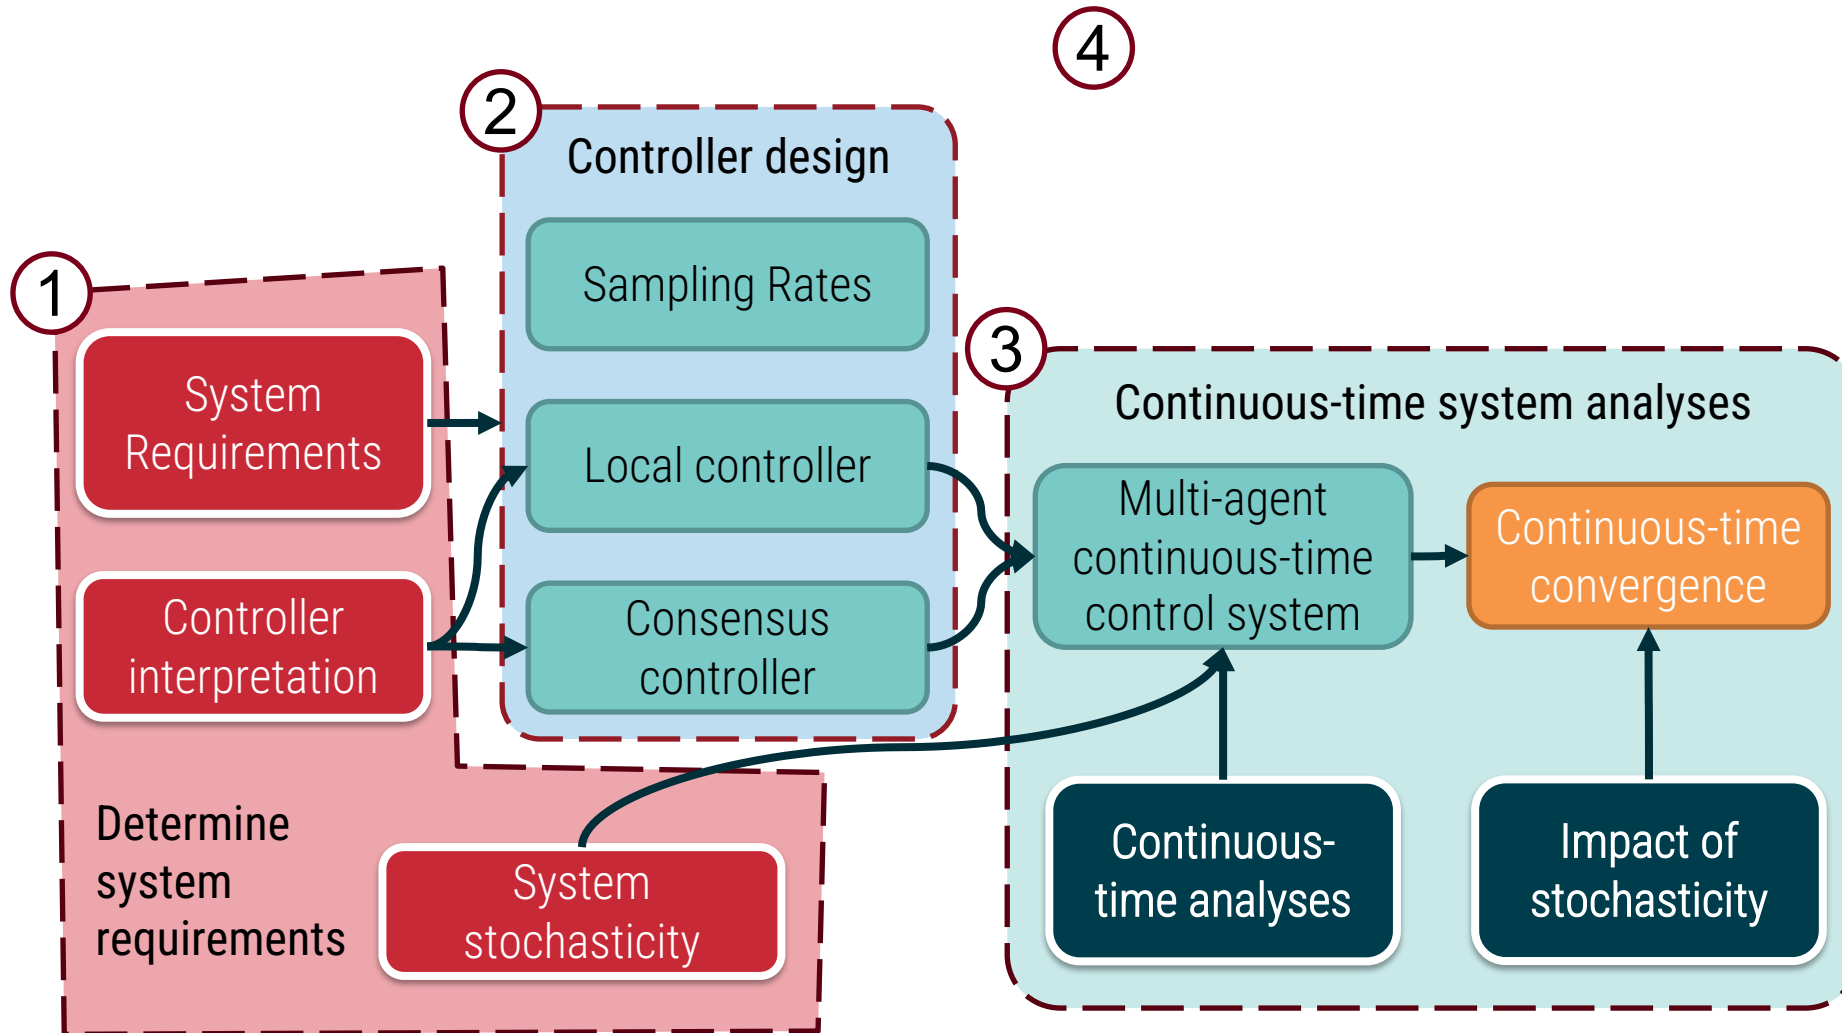 4
2
Controller design
Sampling Rates
Local controller
Consensus
controller
1
System
Requirements
Controller
interpretation
Determine
system
requirements
System
stochasticity
3
Continuous-time system analyses
Multi-agent
continuous-time
control system
Continuous-time
convergence
Continuous-
time analyses
Impact of
stochasticity